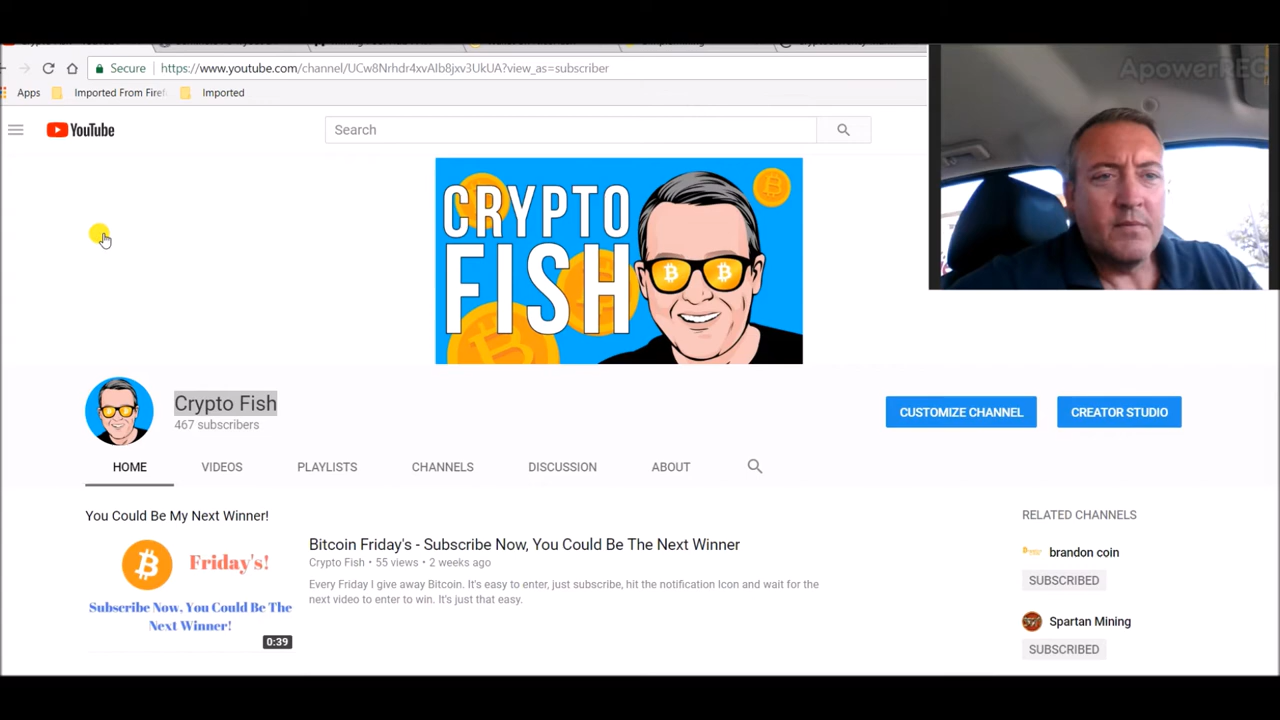 Secure
https://www.youtube.com/channel/UCw8Nrhdr4xvAIb8jxv3UkUA?view_as=subscriber
ApowerREC
Apps
Imported From Firef
Imported
YouTube
Search
CRYPTO
FISH
Crypto Fish
467 subscribers
CUSTOMIZE CHANNEL
CREATOR STUDIO
HOME
VIDEOS
PLAYLISTS
CHANNELS
DISCUSSION
ABOUT
You Could Be My Next Winner!
RELATED CHANNELS
Friday's!
Subscribe Now, You Could Be The
Next Winner!
0:39
Bitcoin Friday's - Subscribe Now, You Could Be The Next Winner
Crypto Fish • 55 views • 2 weeks ago
Every Friday I give away Bitcoin. It's easy to enter, just subscribe, hit the notification Icon and wait for the
next video to enter to win. It's just that easy.
brandon coin
SUBSCRIBED
Spartan Mining
SUBSCRIBED